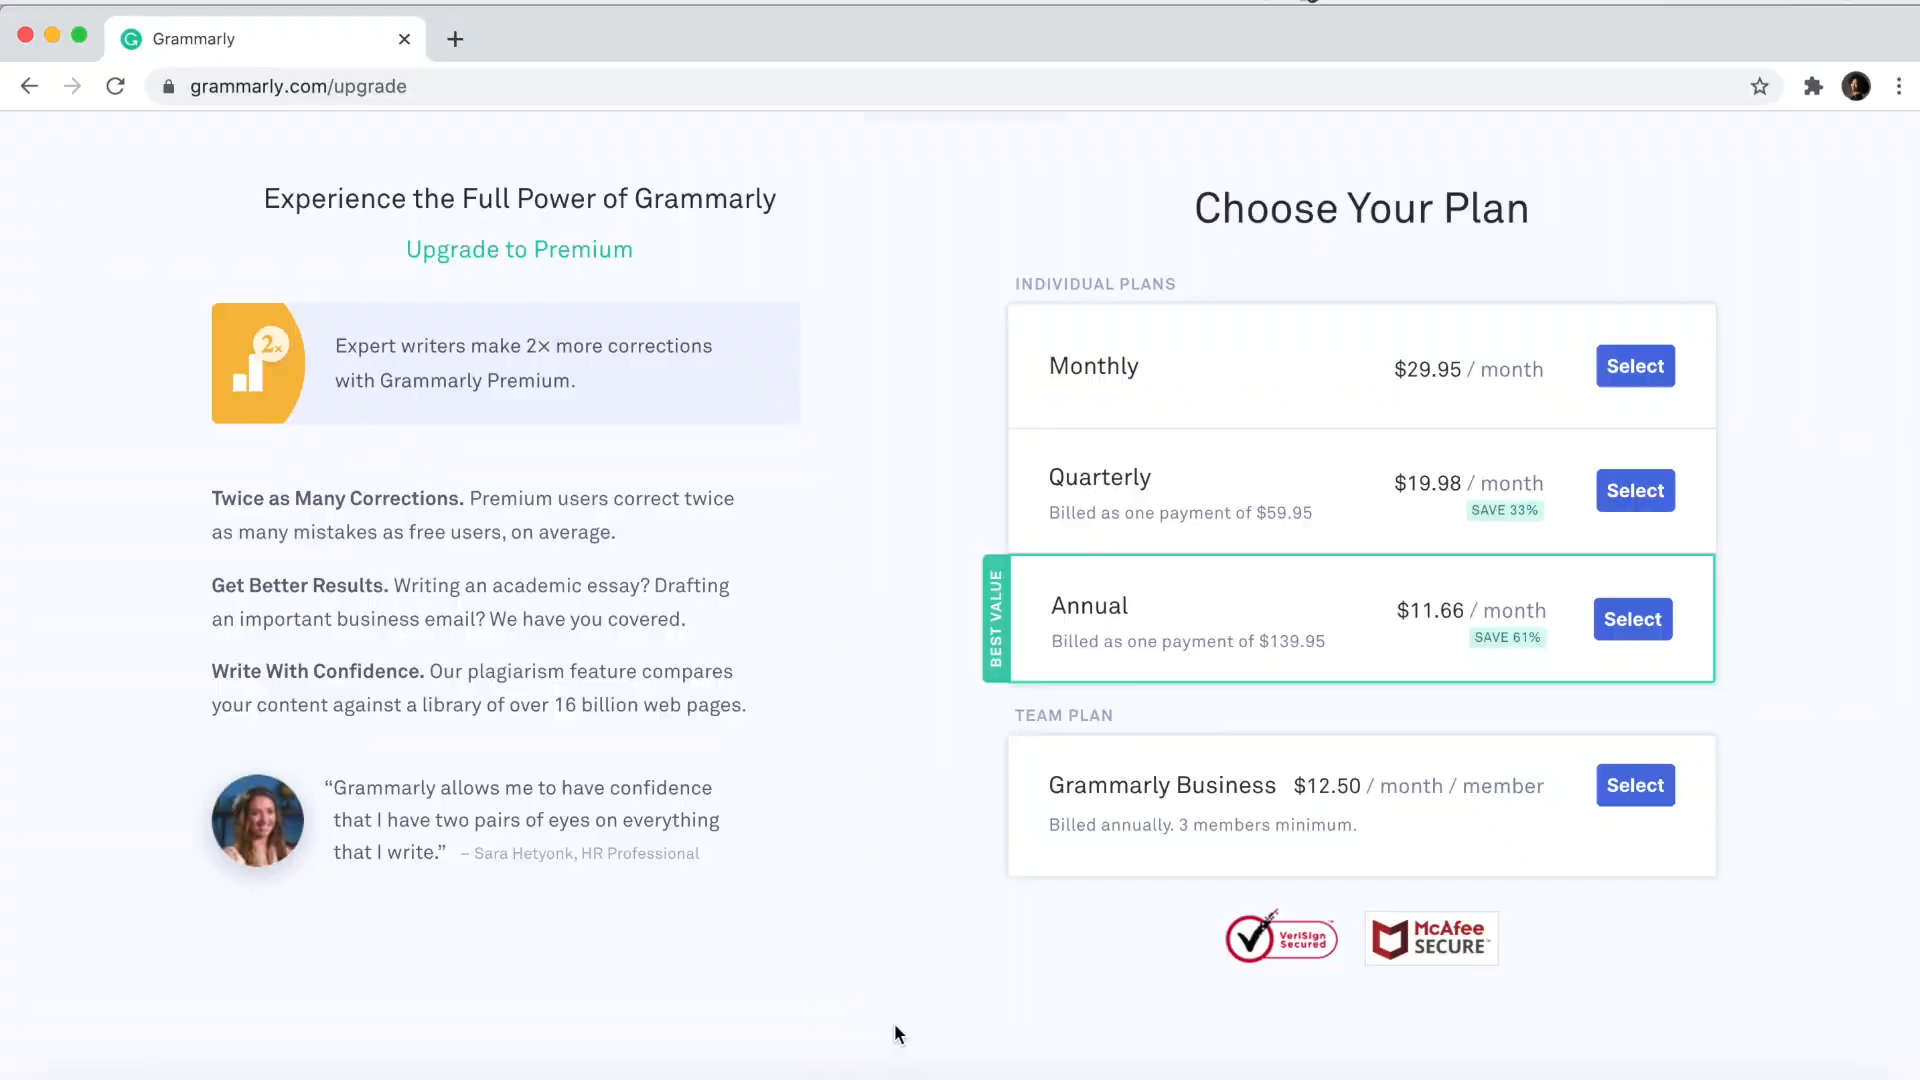 Grammarly
grammarly.com/upgrade
Experience the Full Power of Grammarly
Upgrade to Premium
2×
Expert writers make 2× more corrections
with Grammarly Premium.
Twice as Many Corrections. Premium users correct twice
as many mistakes as free users, on average.
Get Better Results. Writing an academic essay? Drafting
an important business email? We have you covered.
Write With Confidence. Our plagiarism feature compares
your content against a library of over 16 billion web pages.
“Grammarly allows me to have confidence
that I have two pairs of eyes on everything
that I write.” – Sara Hetyonk, HR Professional
Choose Your Plan
INDIVIDUAL PLANS
Monthly $29.95 / month Select
Quarterly $19.98 / month Select
Billed as one payment of $59.95 SAVE 33%
BEST VALUE
Annual $11.66 / month Select
Billed as one payment of $139.95 SAVE 61%
TEAM PLAN
Grammarly Business $12.50 / month / member Select
Billed annually. 3 members minimum.
VeriSign
Secured
McAfee
SECURE™